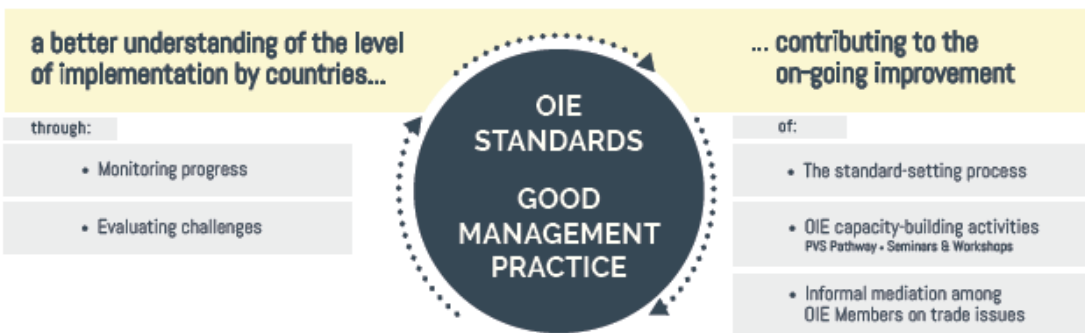 a better understanding of the level
of implementation by countries...
through:
• Monitoring progress
• Evaluating challenges
OIE
STANDARDS
GOOD
MANAGEMENT
PRACTICE
... contributing to the
on-going improvement
of:
• The standard-setting process
• OIE capacity-building activities
PVS Pathway • Seminars & Workshops
• Informal mediation among
OIE Members on trade issues